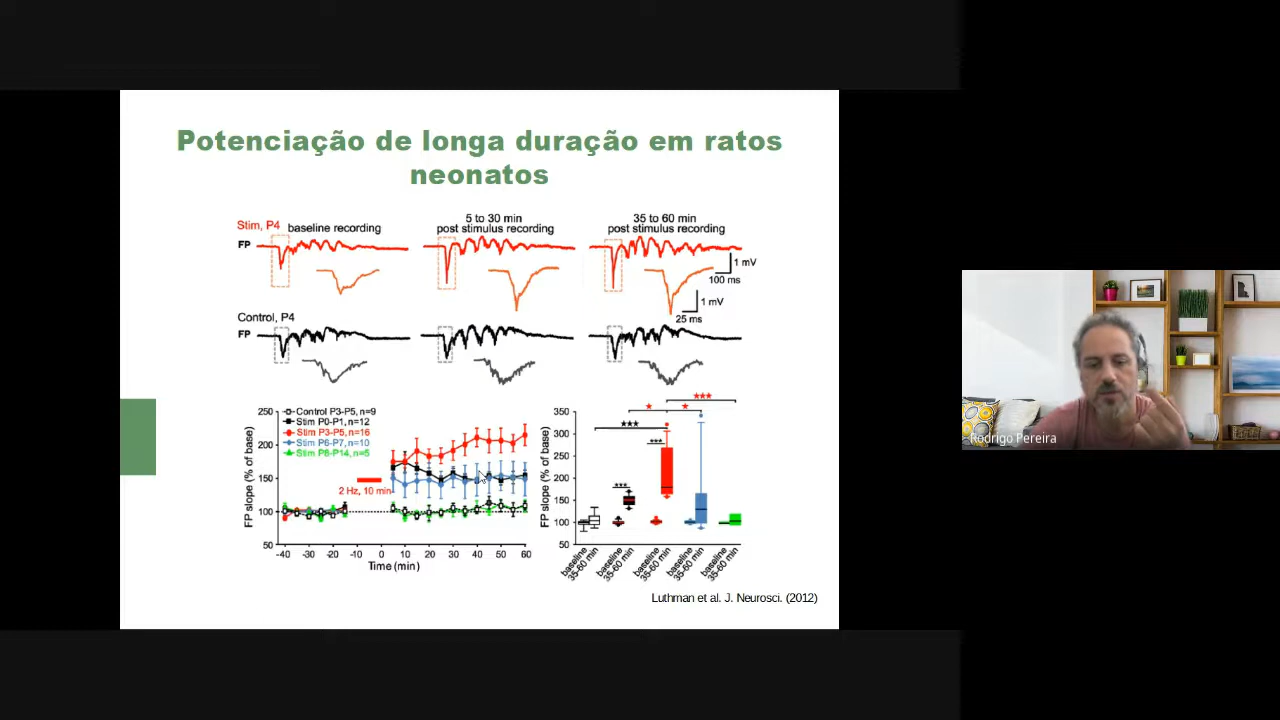 Potenciação de longa duração em ratos
neonatos
Stim, P4
baseline recording
5 to 30 min
post stimulus recording
35 to 60 min
post stimulus recording
FP
1 mV
100 ms
1 mV
25 ms
Control, P4
FP
FP slope (% of base)
250
200
150
100
50
Control P3-P5, n=9
Stim P0-P1, n=12
Stim P3-P5, n=16
Stim P6-P7, n=10
2 Hz, 10 min
-40
-30
-20
-10
0
10
20
30
40
50
60
Time (min)
FP slope (% of base)
350
300
250
200
150
100
50
***
***
***
*
*
***
baseline
35-60 min
baseline
35-60 min
baseline
35-60 min
baseline
35-60 min
baseline
35-60 min
Luthman et al. J. Neurosci. (2012)
Rodrigo Pereira